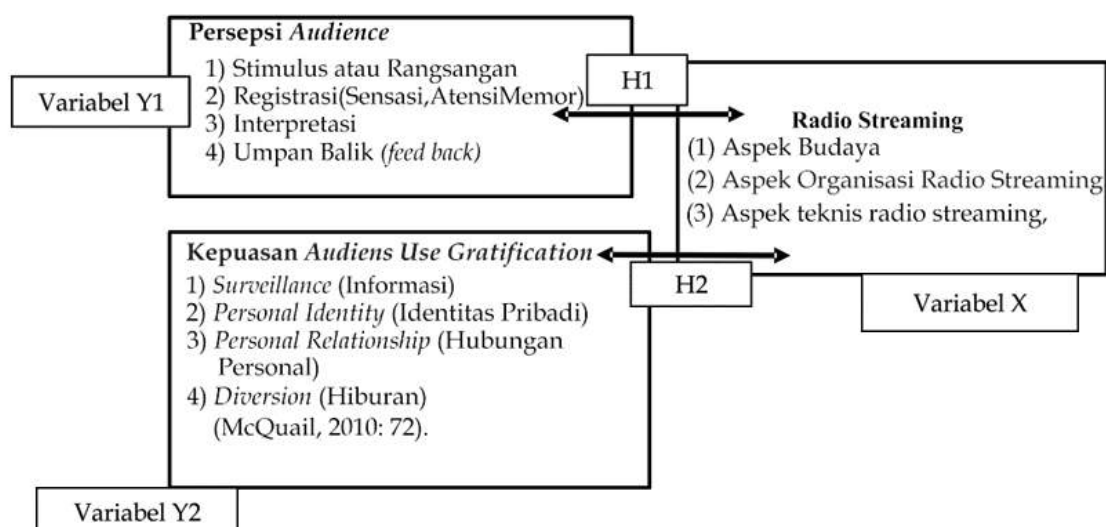 Persepsi Audience
1) Stimulus atau Rangsangan
2) Registrasi(Sensasi,AtensiMemor)
3) Interpretasi
4) Umpan Balik (feed back)
Variabel Y1
H1
Radio Streaming
(1) Aspek Budaya
(2) Aspek Organisasi Radio Streaming
(3) Aspek teknis radio streaming,
Variabel X
H2
Kepuasan Audiens Use Gratification
1) Surveillance (Informasi)
2) Personal Identity (Identitas Pribadi)
3) Personal Relationship (Hubungan
Personal)
4) Diversion (Hiburan)
(McQuail, 2010: 72).
Variabel Y2